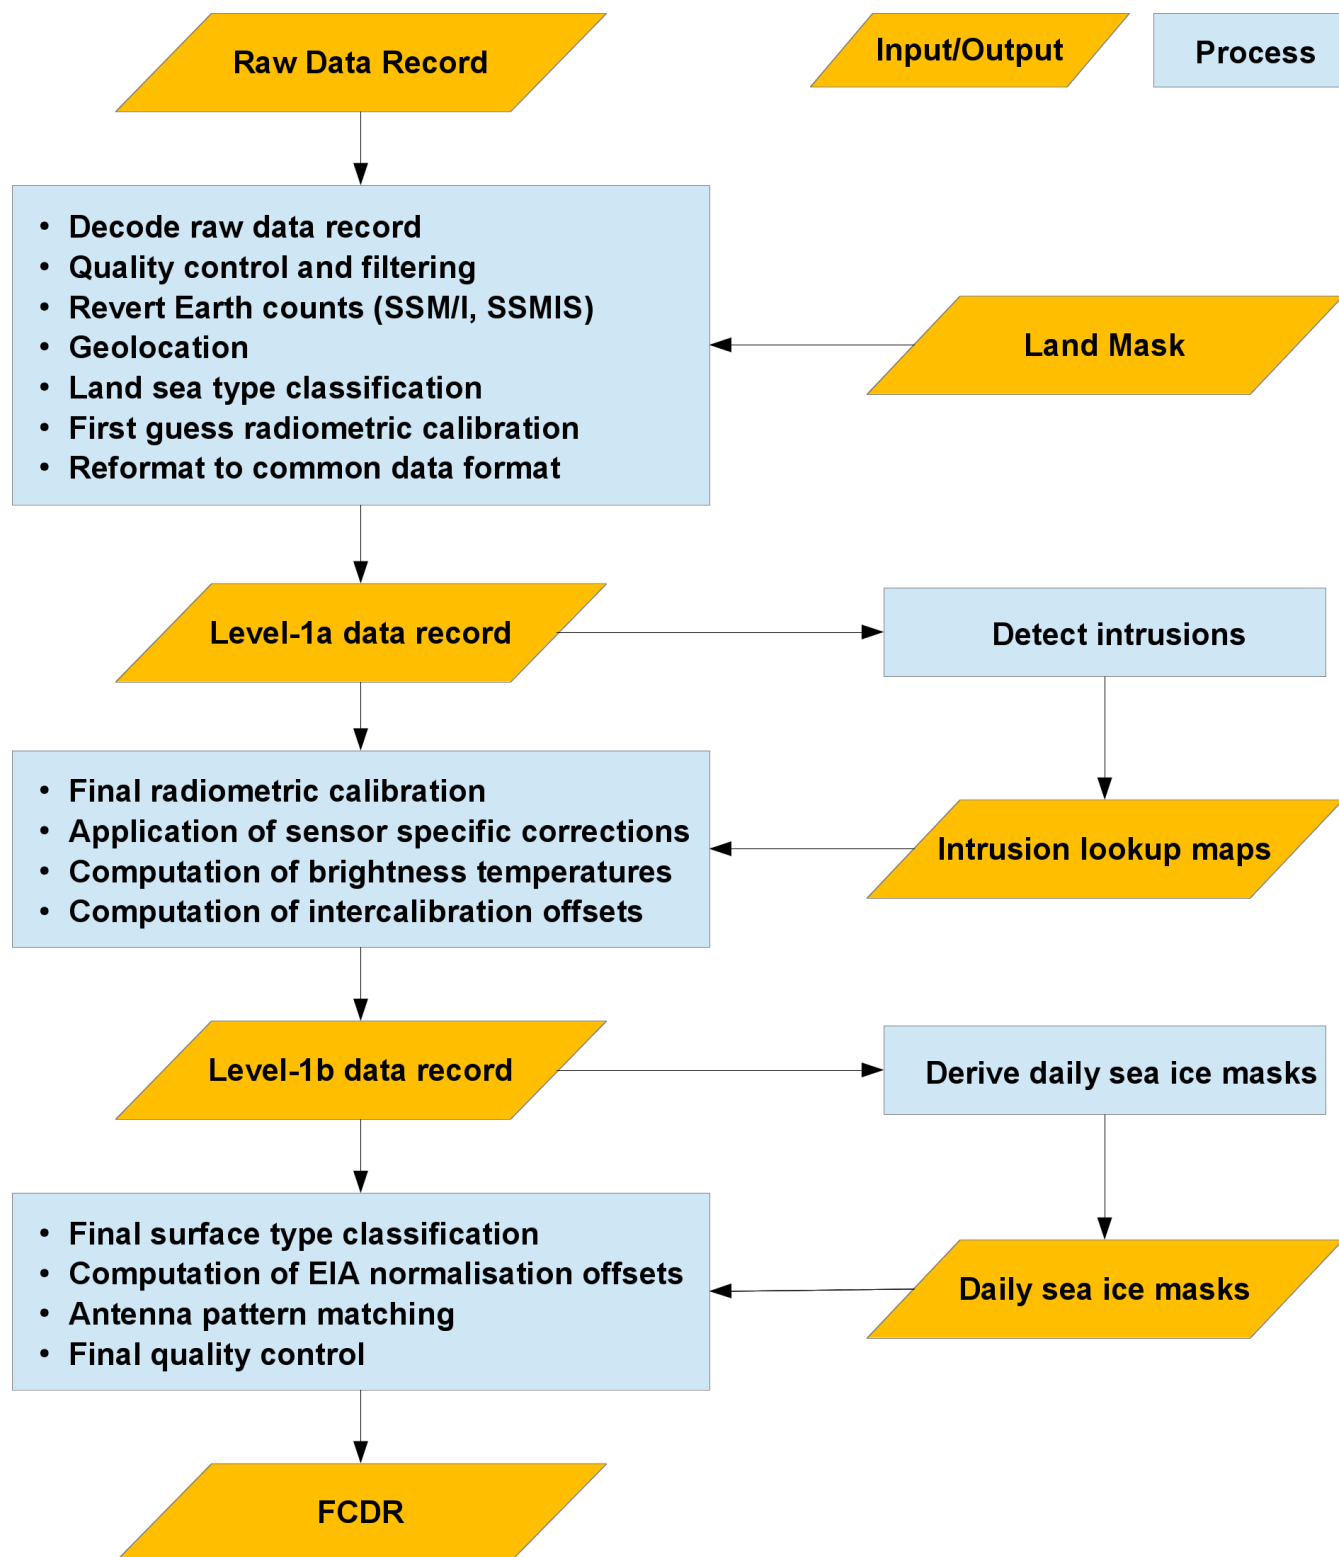 Raw Data Record
Input/Output
Process
• Decode raw data record
• Quality control and filtering
• Revert Earth counts (SSM/I, SSMIS)
• Geolocation
• Land sea type classification
• First guess radiometric calibration
• Reformat to common data format
Land Mask
Level-1a data record
Detect intrusions
• Final radiometric calibration
• Application of sensor specific corrections
• Computation of brightness temperatures
• Computation of intercalibration offsets
Intrusion lookup maps
Level-1b data record
Derive daily sea ice masks
• Final surface type classification
• Computation of EIA normalisation offsets
• Antenna pattern matching
• Final quality control
Daily sea ice masks
FCDR